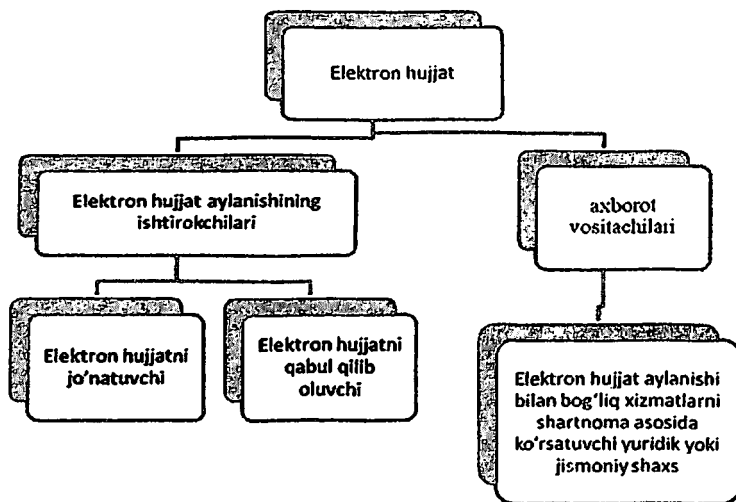 Elektron hujjat
Elektron hujjat aylanishining
ishtirokchilari
axborot
vositachilari
Elektron hujjatni
jo'natuvchi
Elektron hujjatni
qabul qilib
oluvchi
Elektron hujjat aylanishi
bilan bog'liq xizmatlarni
shartnoma asosida
ko'rsatuvchi yuridik yoki
jismoniy shaxs